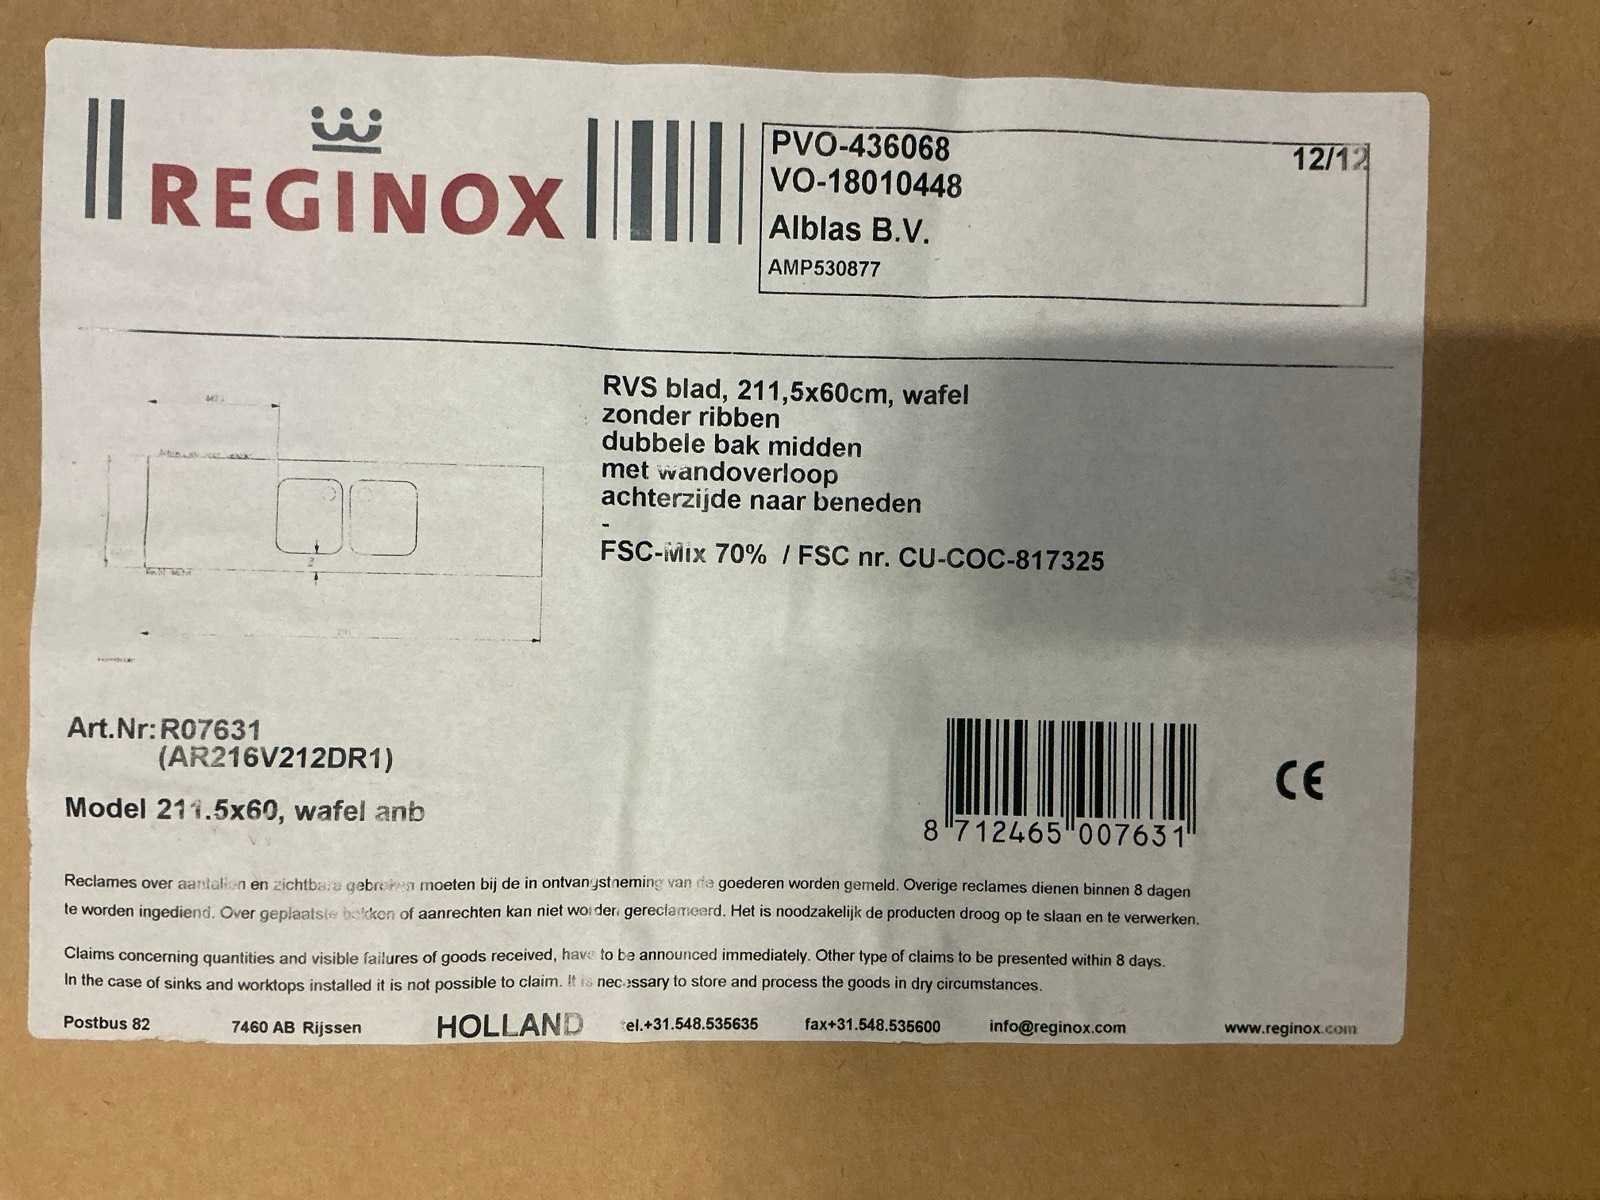 REGINOX
PVO-436068
12/12
VO-18010448
Alblas B.V.
AMP530877
RVS blad, 211,5x60cm, wafel
zonder ribben
dubbele bak midden
met wandoverloop
achterzijde naar beneden
-
FSC-Mix 70% / FSC nr. CU-COC-817325
Art.Nr:R07631
(AR216V212DR1)
Model 211.5x60, wafel anb
8 712465 007631
CE
Reclames over aantallen en zichtbare gebreken moeten bij de in ontvangstneming van de goederen worden gemeld. Overige reclames dienen binnen 8 dagen
te worden ingediend. Over geplaatste bakken of aanrechten kan niet worden gereclameerd. Het is noodzakelijk de producten droog op te slaan en te verwerken.
Claims concerning quantities and visible failures of goods received, have to be announced immediately. Other type of claims to be presented within 8 days.
In the case of sinks and worktops installed it is not possible to claim. It is necessary to store and process the goods in dry circumstances.
Postbus 82 7460 AB Rijssen HOLLAND tel.+31.548.535635 fax+31.548.535600 info@reginox.com www.reginox.com